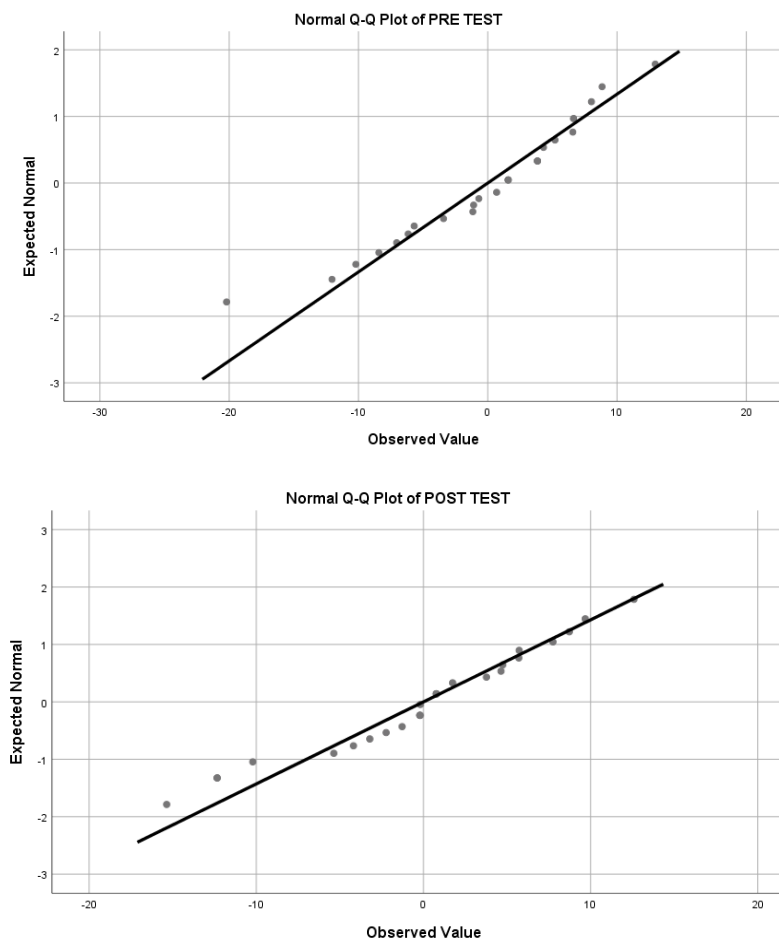 Normal Q-Q Plot of PRE TEST
2
1
0
-1
-2
-3
Expected Normal
-30 -20 -10 0 10 20
Observed Value
Normal Q-Q Plot of POST TEST
3
2
1
0
-1
-2
-3
Expected Normal
-20 -10 0 10 20
Observed Value